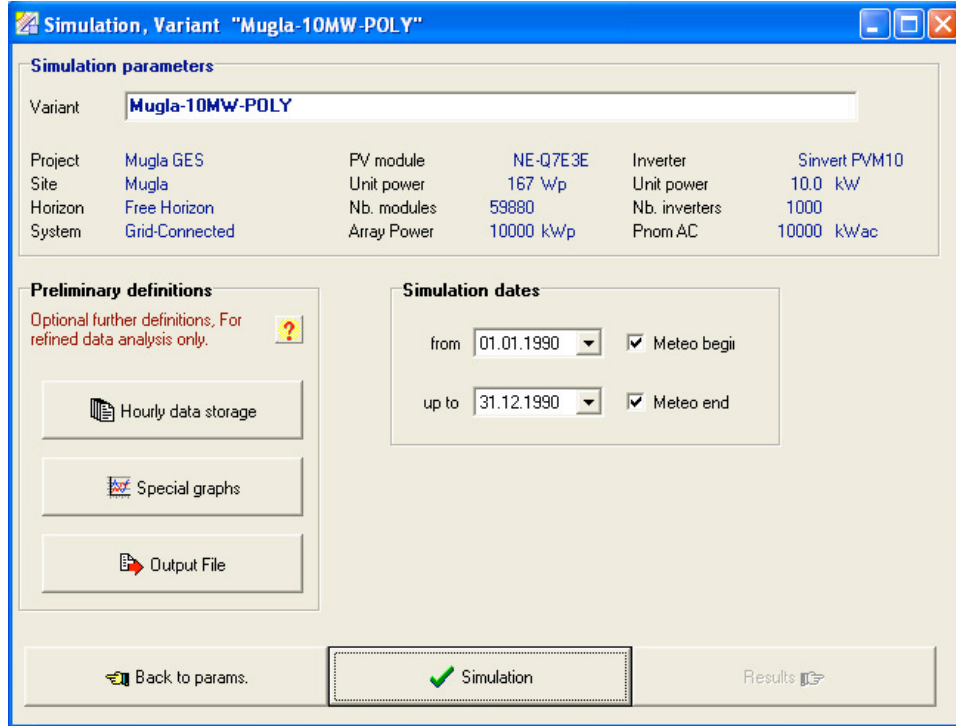 Simulation, Variant "Mugla-10MW-POLY"
Simulation parameters
Variant Mugla-10MW-POLY
Project Mugla GES PV module NE-Q7E3E Inverter Sinvert PVM10
Site Mugla Unit power 167 Wp Unit power 10.0 kW
Horizon Free Horizon Nb. modules 59880 Nb. inverters 1000
System Grid-Connected Array Power 10000 kWp Pnom AC 10000 kWac
Preliminary definitions
Optional further definitions, For
refined data analysis only.
?
Hourly data storage
Special graphs
Output File
Simulation dates
from 01.01.1990 Meteo begii
up to 31.12.1990 Meteo end
Back to params. Simulation Results